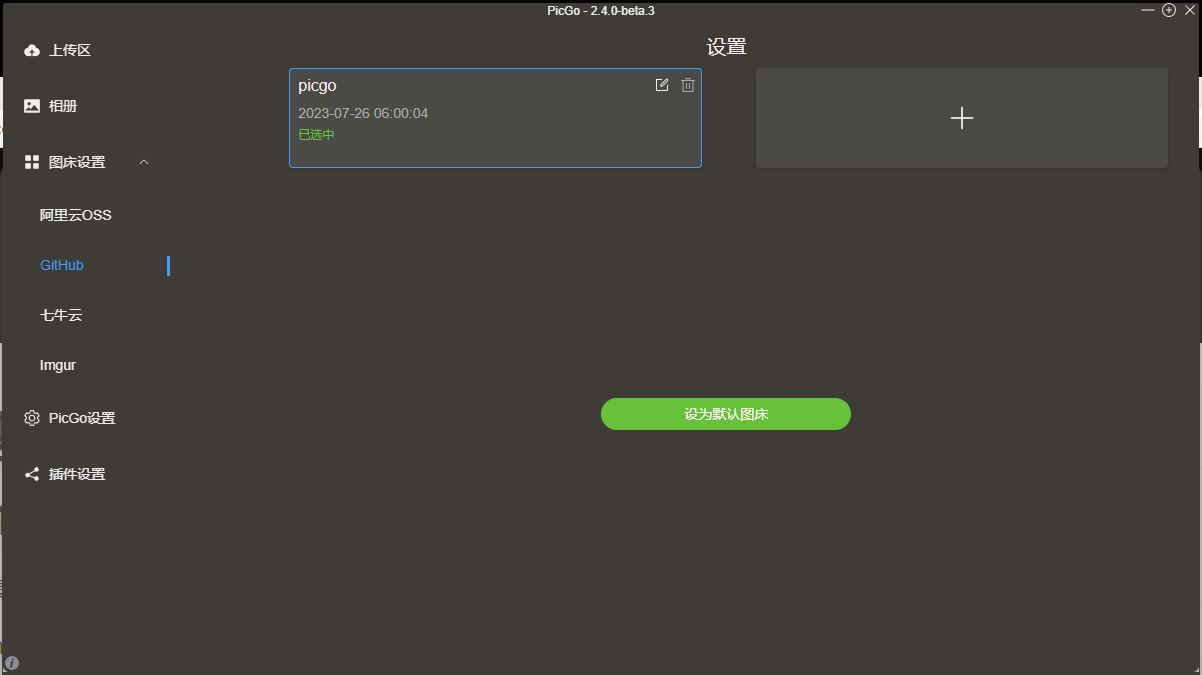 PicGo - 2.4.0-beta.3
上传区
相册
图床设置
阿里云OSS
GitHub
七牛云
Imgur
PicGo设置
插件设置
设置
picgo
2023-07-26 06:00:04
已选中
设为默认图床